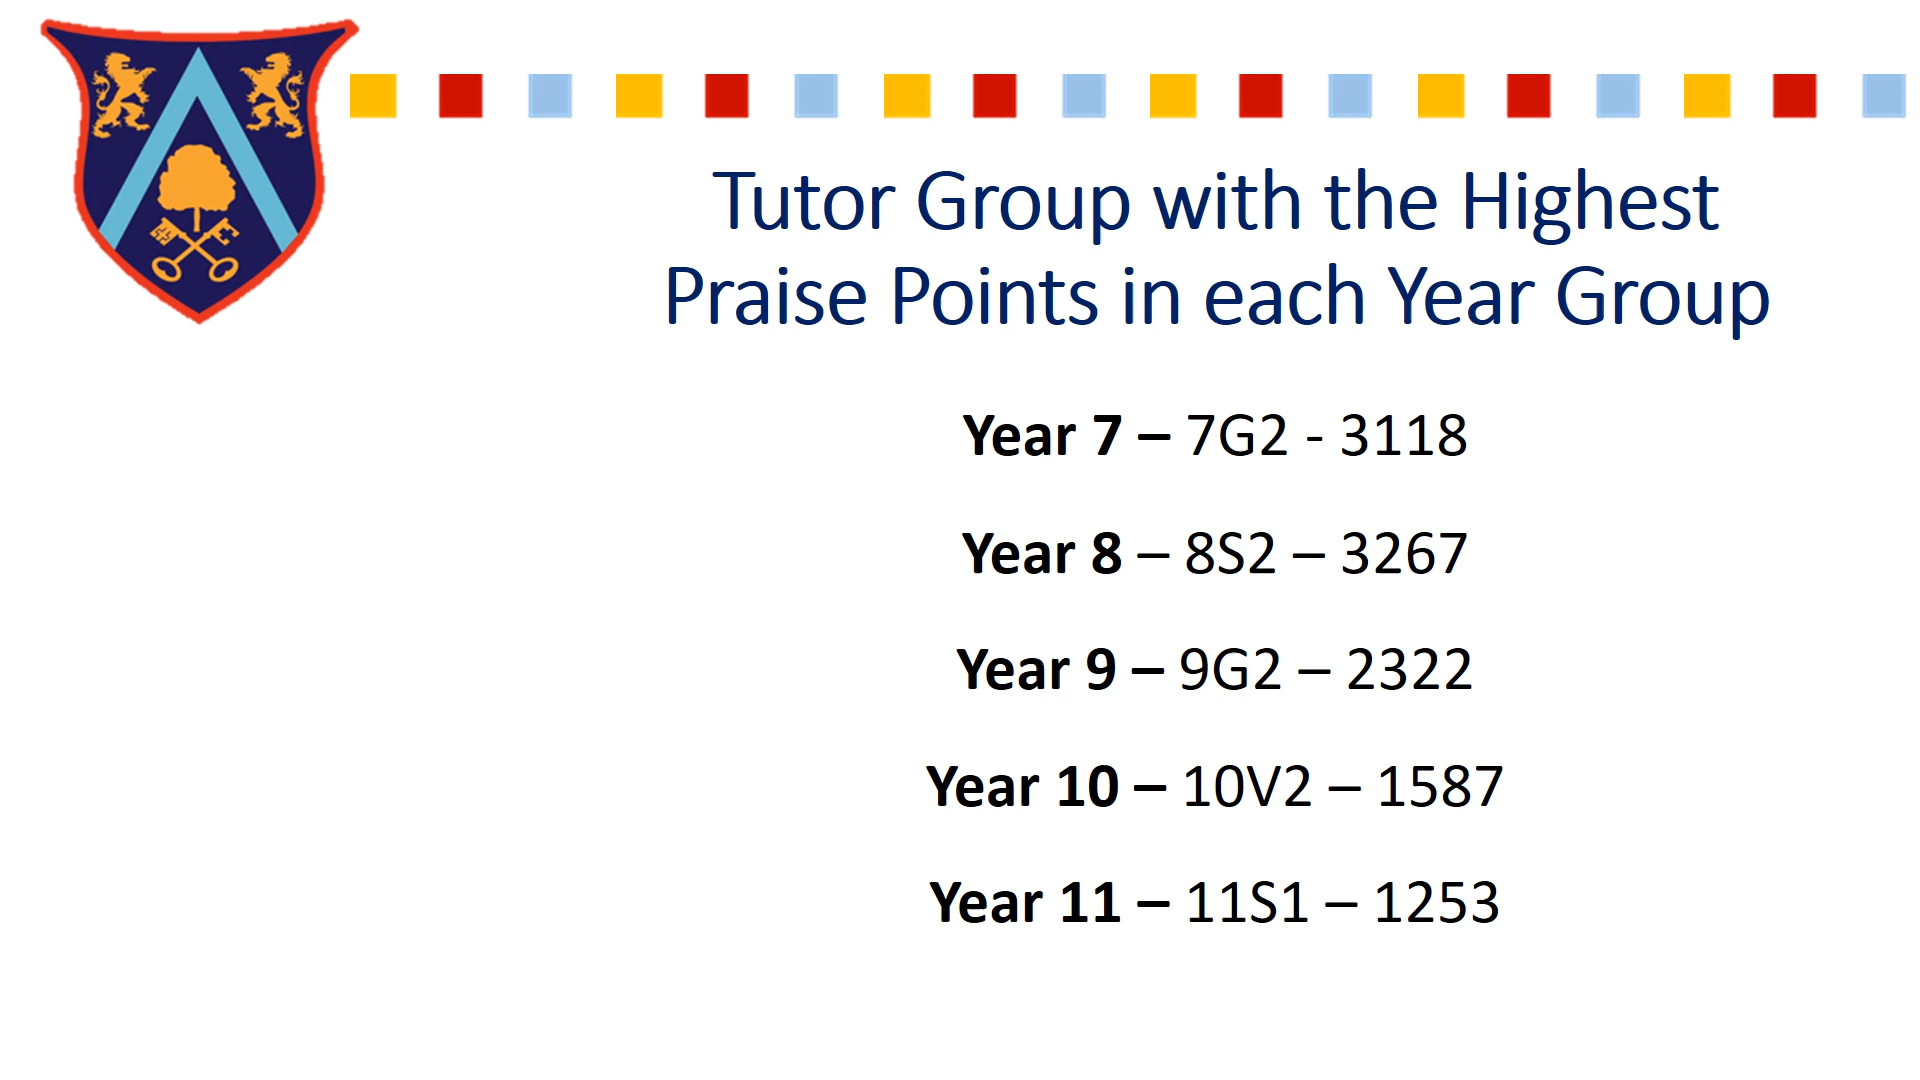 Tutor Group with the Highest
Praise Points in each Year Group
Year 7 – 7G2 - 3118
Year 8 – 8S2 – 3267
Year 9 – 9G2 – 2322
Year 10 – 10V2 – 1587
Year 11 – 11S1 – 1253